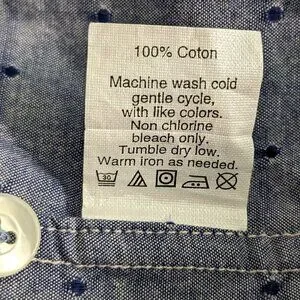 100% Coton
Machine wash cold
gentle cycle,
with like colors.
Non chlorine
bleach only.
Tumble dry low.
Warm iron as needed.
30